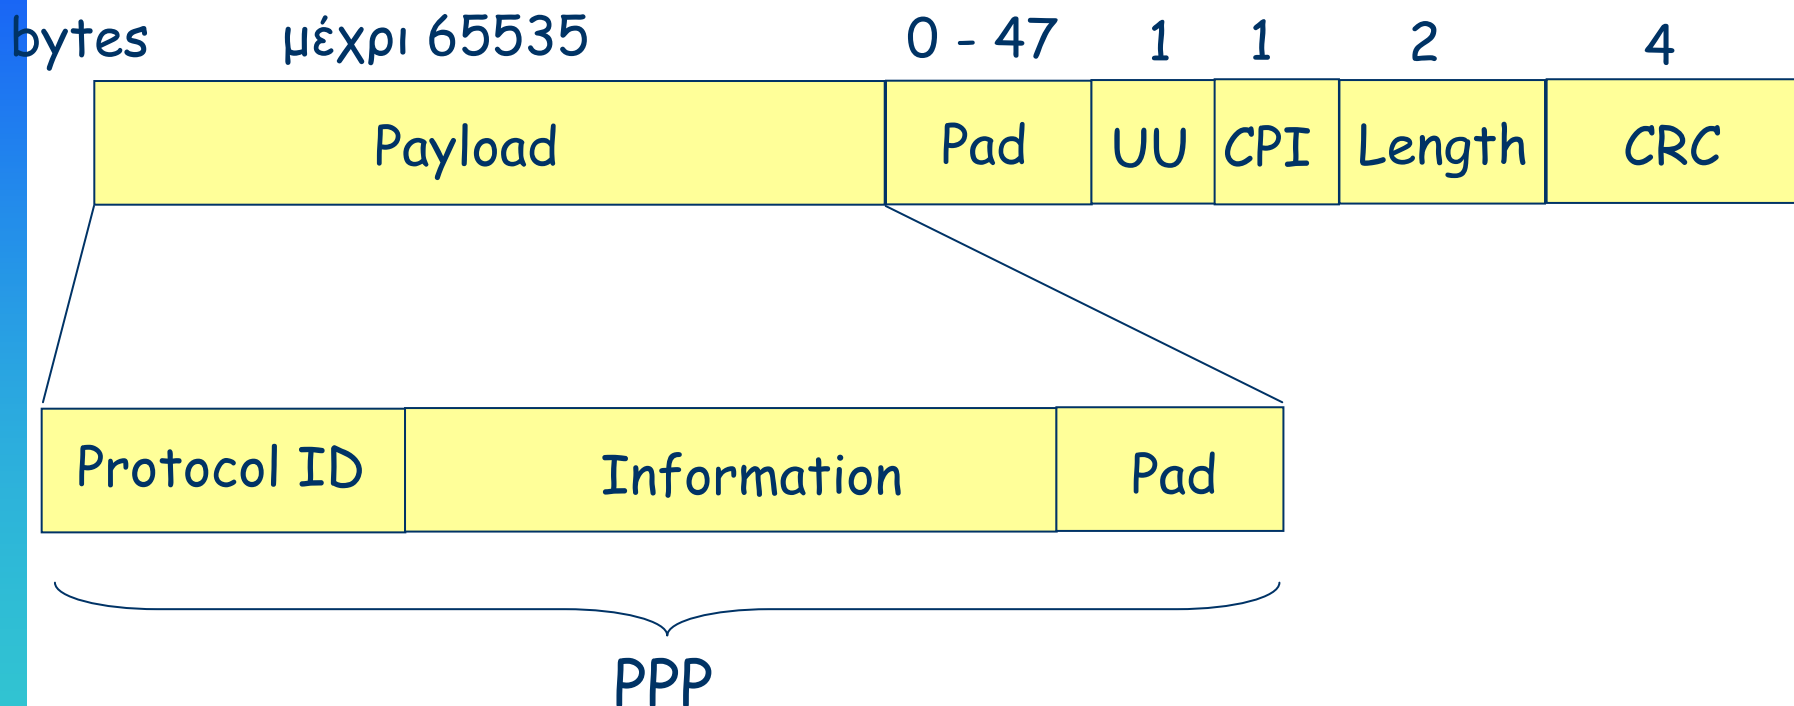 bytes μέχρι 65535 0 - 47 1 1 2 4
Payload Pad UU CPI Length CRC
Protocol ID Information Pad
PPP